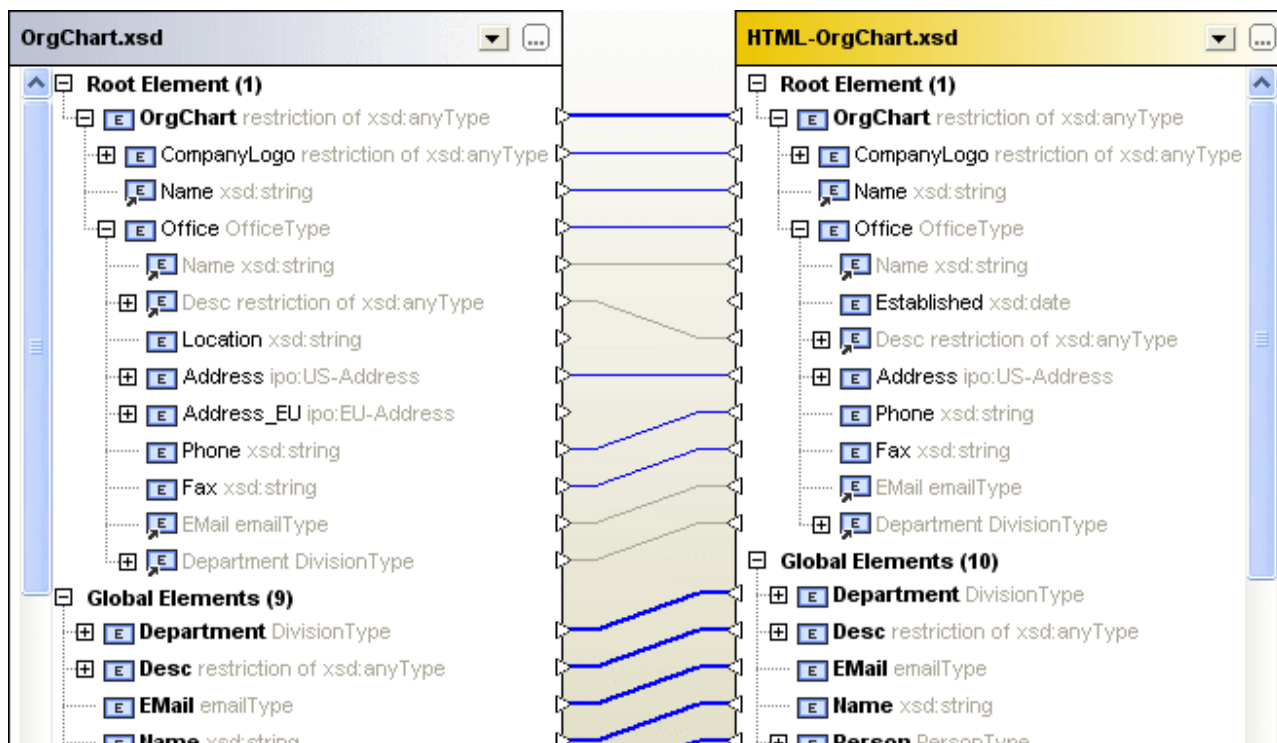 OrgChart.xsd
...
Root Element (1)
E OrgChart restriction of xsd:anyType
E CompanyLogo restriction of xsd:anyType
E Name xsd:string
E Office OfficeType
E Name xsd:string
E Desc restriction of xsd:anyType
E Location xsd:string
E Address ipo:US-Address
E Address_EU ipo:EU-Address
E Phone xsd:string
E Fax xsd:string
E EMail emailType
E Department DivisionType
Global Elements (9)
E Department DivisionType
E Desc restriction of xsd:anyType
E EMail emailType
E Name xsd:string
HTML-OrgChart.xsd
...
Root Element (1)
E OrgChart restriction of xsd:anyType
E CompanyLogo restriction of xsd:anyType
E Name xsd:string
E Office OfficeType
E Name xsd:string
E Established xsd:date
E Desc restriction of xsd:anyType
E Address ipo:US-Address
E Phone xsd:string
E Fax xsd:string
E EMail emailType
E Department DivisionType
Global Elements (10)
E Department DivisionType
E Desc restriction of xsd:anyType
E EMail emailType
E Name xsd:string
E Person PersonType